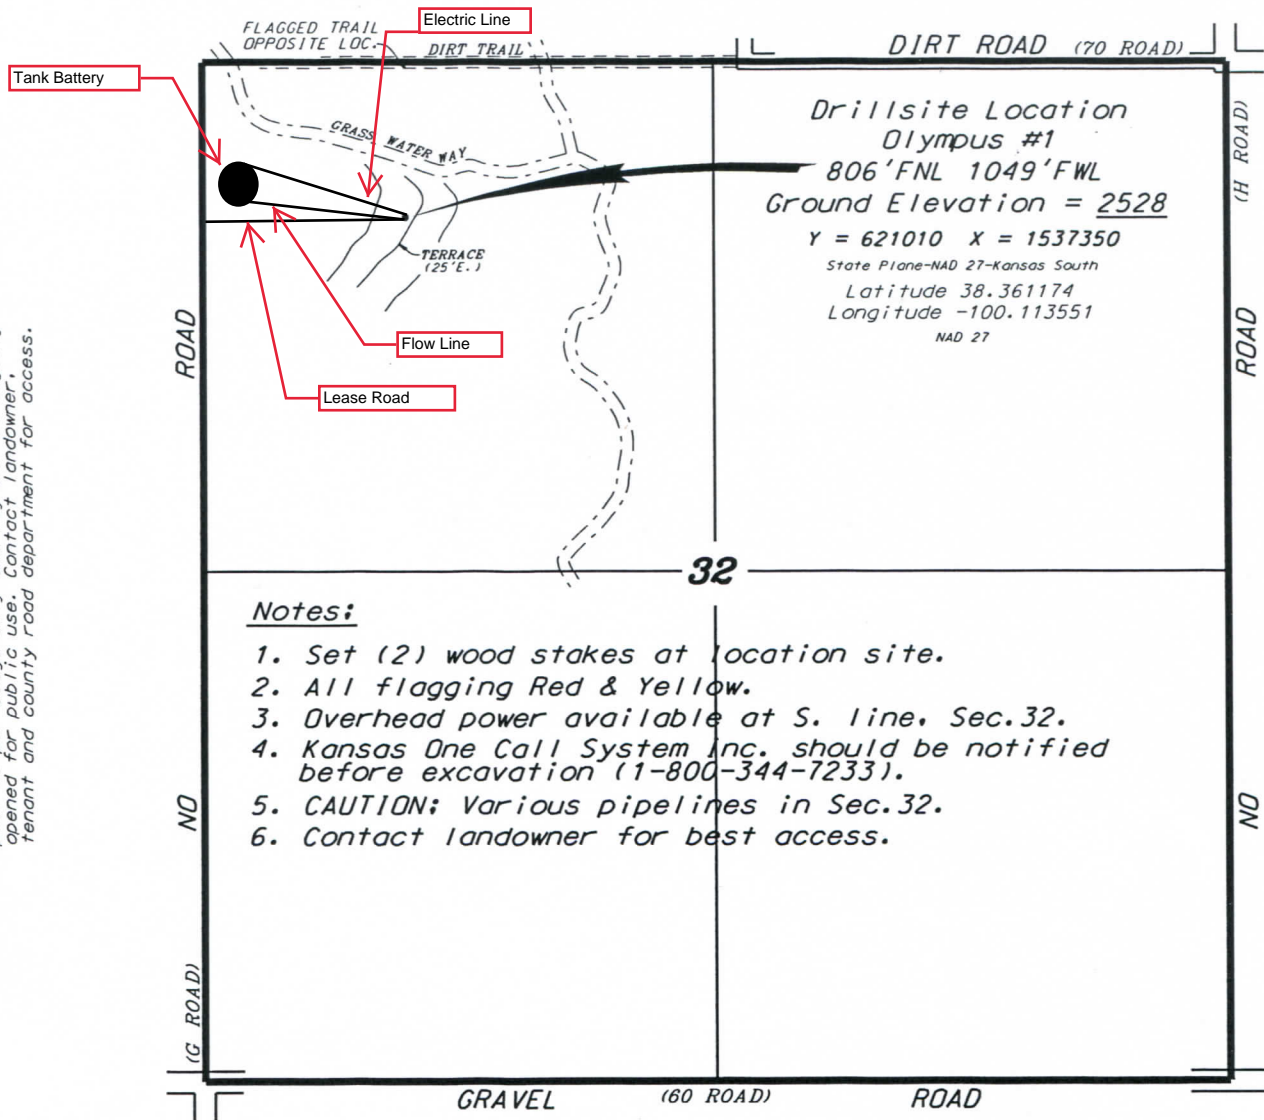 Electric Line
FLAGGED TRAIL
OPPOSITE LOC.
DIRT TRAIL
DIRT ROAD (70 ROAD)
Tank Battery
GRASS WATER WAY
Drillsite Location
Olympus #1
806'FNL 1049'FWL
Ground Elevation = 2528
Y = 621010 X = 1537350
State Plane-NAD 27-Kansas South
Latitude 38.361174
Longitude -100.113551
NAD 27
(H ROAD)
TERRACE
(25'E.)
ROAD
ROAD
Flow Line
Lease Road
Contact landowner,
opened for public use.
tenant and county road department for access.
32
Notes:
1. Set (2) wood stakes at location site.
2. All flagging Red & Yellow.
3. Overhead power available at S. line, Sec.32.
4. Kansas One Call System Inc. should be notified
before excavation (1-800-344-7233).
5. CAUTION: Various pipelines in Sec.32.
6. Contact landowner for best access.
NO
NO
(G ROAD)
GRAVEL (60 ROAD) ROAD